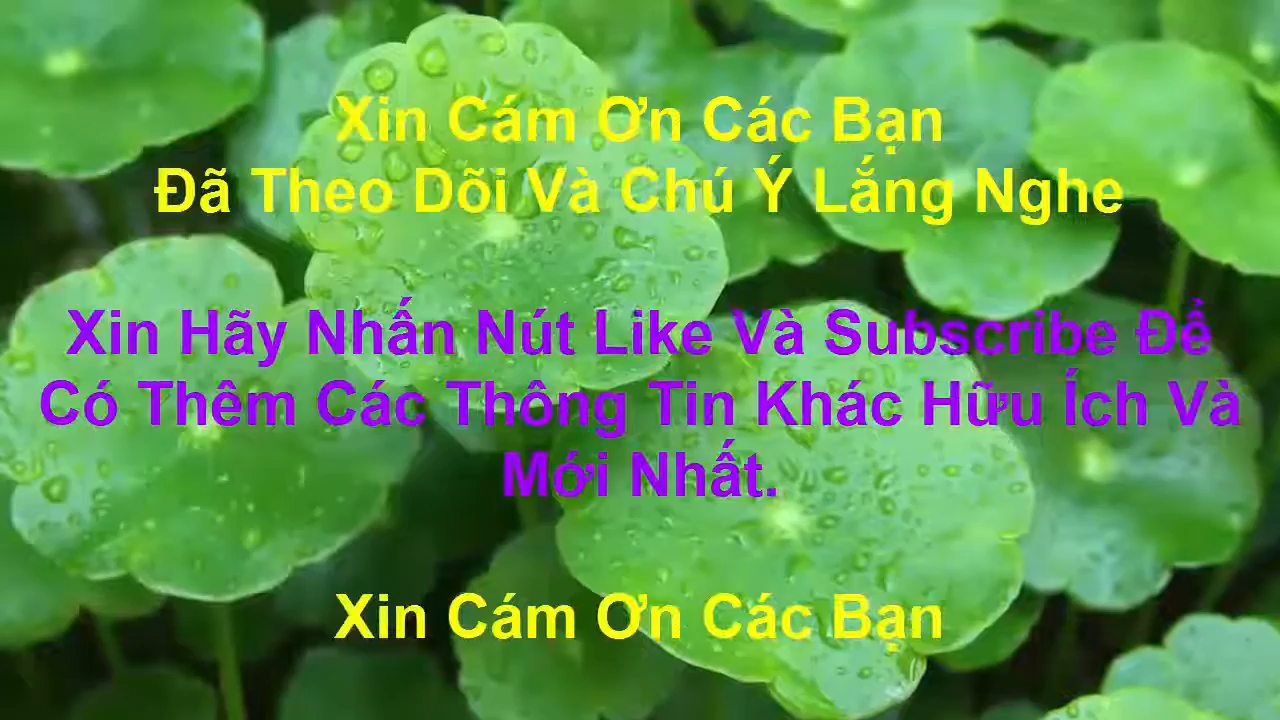 Xin Cám Ơn Các Bạn
Đã Theo Dõi Và Chú Ý Lắng Nghe
Xin Hãy Nhấn Nút Like Và Subscribe Để
Có Thêm Các Thông Tin Khác Hữu Ích Và
Mới Nhất.
Xin Cám Ơn Các Bạn